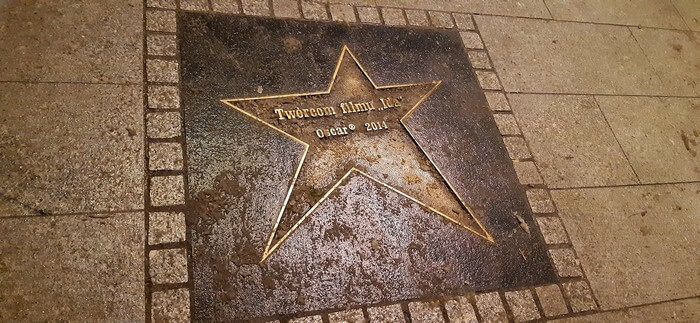 Twórcom filmu „Ida”
Oscar® 2014